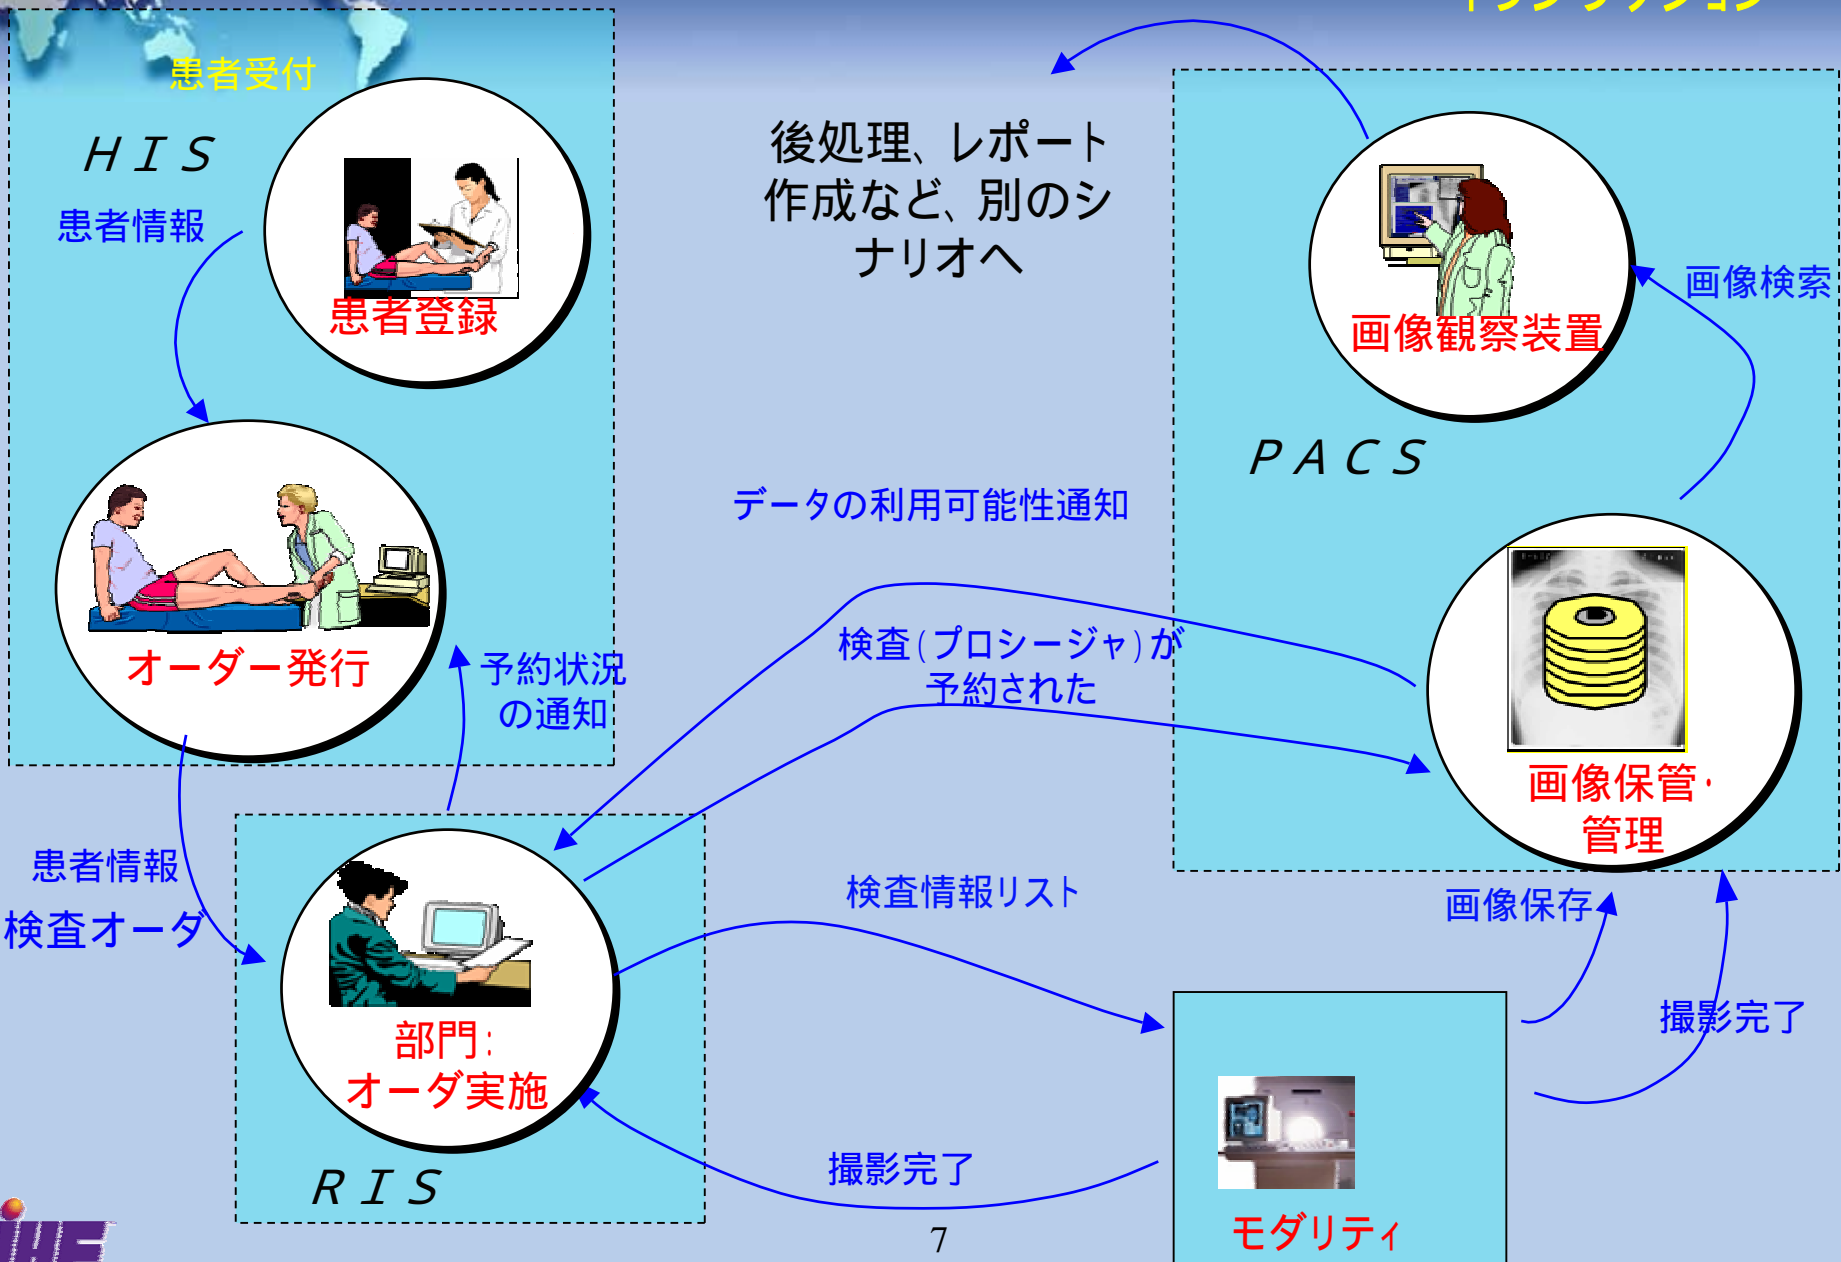 患者受付
HIS
患者情報
患者登録
オーダー発行
予約状況
の通知
患者情報
検査オーダ
部門:
オーダ実施
RIS
後処理、レポート
作成など、別のシ
ナリオへ
データの利用可能性通知
検査(プロシージャ)が
予約された
検査情報リスト
撮影完了
画像観察装置
画像検索
PACS
画像保管・
管理
画像保存
撮影完了
モダリティ
IHE
7